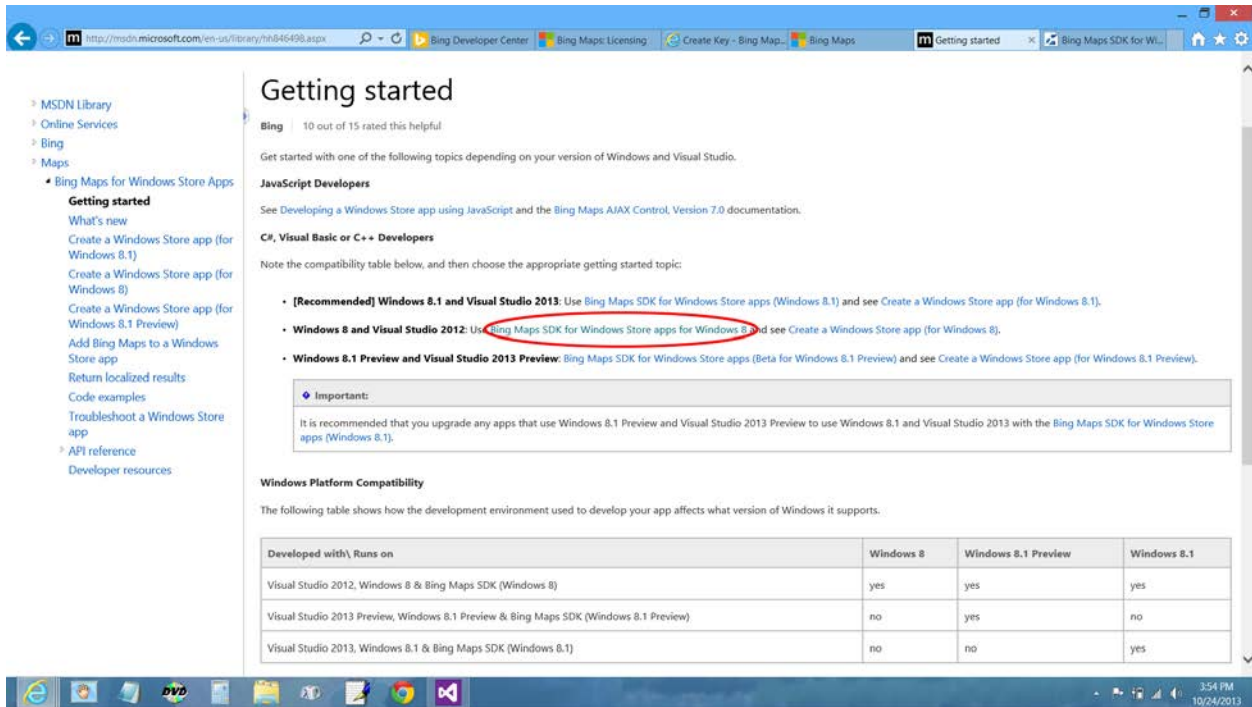 http://msdn.microsoft.com/en-us/library/hh846498.aspx
Bing Developer Center
Bing Maps: Licensing
Create Key - Bing Map...
Bing Maps
Getting started
Bing Maps SDK for Wi...
MSDN Library
Online Services
Bing
Maps
Bing Maps for Windows Store Apps
Getting started
What's new
Create a Windows Store app (for
Windows 8.1)
Create a Windows Store app (for
Windows 8)
Create a Windows Store app (for
Windows 8.1 Preview)
Add Bing Maps to a Windows
Store app
Return localized results
Code examples
Troubleshoot a Windows Store
app
API reference
Developer resources
Getting started
Bing | 10 out of 15 rated this helpful
Get started with one of the following topics depending on your version of Windows and Visual Studio.
JavaScript Developers
See Developing a Windows Store app using JavaScript and the Bing Maps AJAX Control, Version 7.0 documentation.
C#, Visual Basic or C++ Developers
Note the compatibility table below, and then choose the appropriate getting started topic:
• [Recommended] Windows 8.1 and Visual Studio 2013: Use Bing Maps SDK for Windows Store apps (Windows 8.1) and see Create a Windows Store app (for Windows 8.1).
• Windows 8 and Visual Studio 2012: Use Bing Maps SDK for Windows Store apps for Windows 8 and see Create a Windows Store app (for Windows 8).
• Windows 8.1 Preview and Visual Studio 2013 Preview: Bing Maps SDK for Windows Store apps (Beta for Windows 8.1 Preview) and see Create a Windows Store app (for Windows 8.1 Preview).
Important:
It is recommended that you upgrade any apps that use Windows 8.1 Preview and Visual Studio 2013 Preview to use Windows 8.1 and Visual Studio 2013 with the Bing Maps SDK for Windows Store
apps (Windows 8.1).
Windows Platform Compatibility
The following table shows how the development environment used to develop your app affects what version of Windows it supports.
Developed with\ Runs on Windows 8 Windows 8.1 Preview Windows 8.1
Visual Studio 2012, Windows 8 & Bing Maps SDK (Windows 8) yes yes yes
Visual Studio 2013 Preview, Windows 8.1 Preview & Bing Maps SDK (Windows 8.1 Preview) no yes no
Visual Studio 2013, Windows 8.1 & Bing Maps SDK (Windows 8.1) no no yes
DVD
3:54 PM
10/24/2013